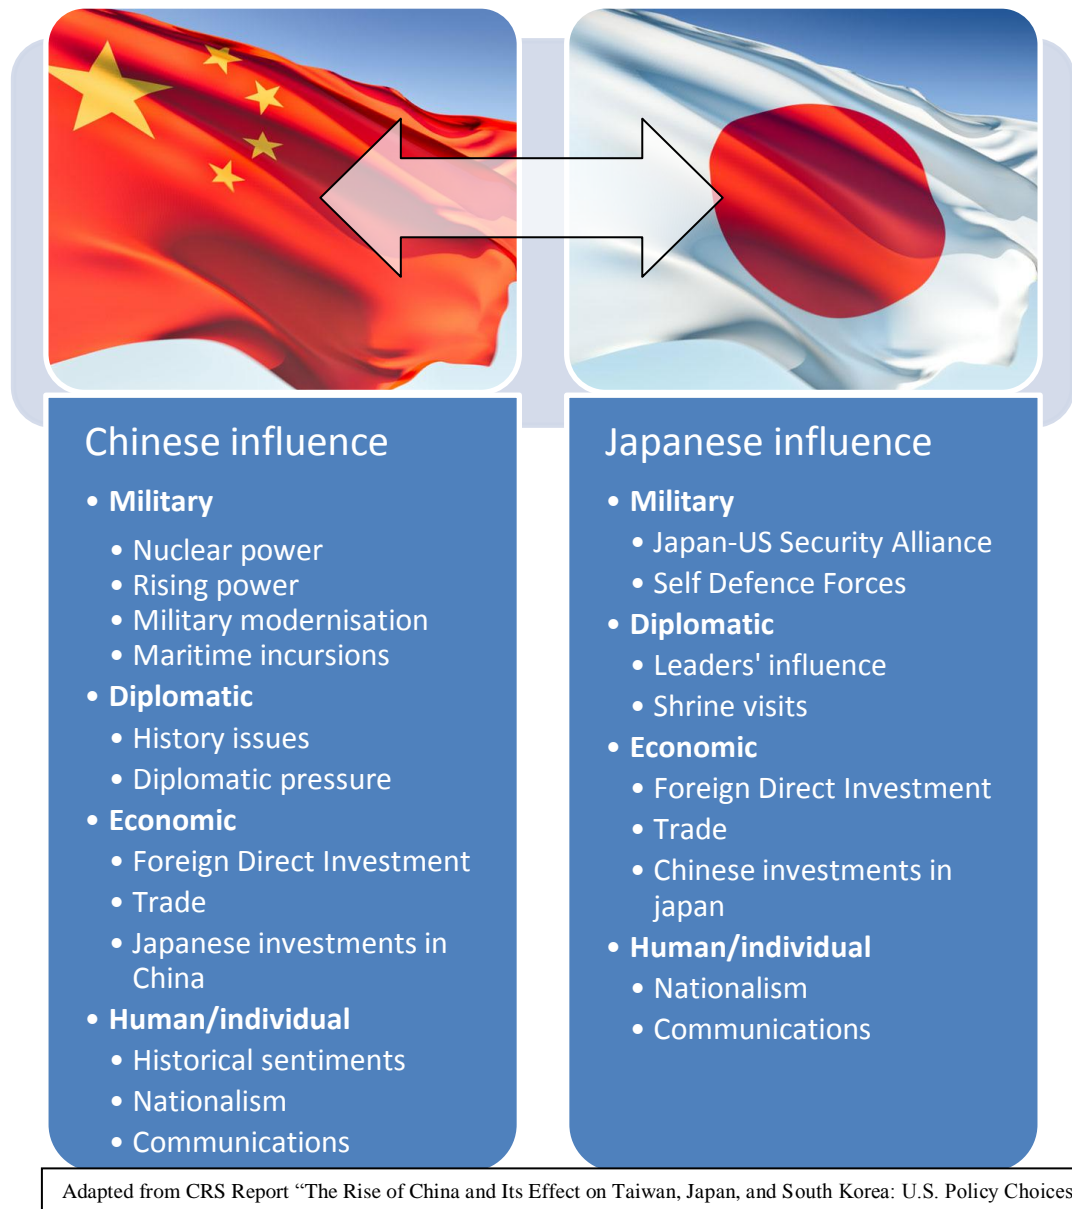 Chinese influence
• Military
• Nuclear power
• Rising power
• Military modernisation
• Maritime incursions
• Diplomatic
• History issues
• Diplomatic pressure
• Economic
• Foreign Direct Investment
• Trade
• Japanese investments in
China
• Human/individual
• Historical sentiments
• Nationalism
• Communications
Japanese influence
• Military
• Japan-US Security Alliance
• Self Defence Forces
• Diplomatic
• Leaders' influence
• Shrine visits
• Economic
• Foreign Direct Investment
• Trade
• Chinese investments in
japan
• Human/individual
• Nationalism
• Communications
Adapted from CRS Report “The Rise of China and Its Effect on Taiwan, Japan, and South Korea: U.S. Policy Choices